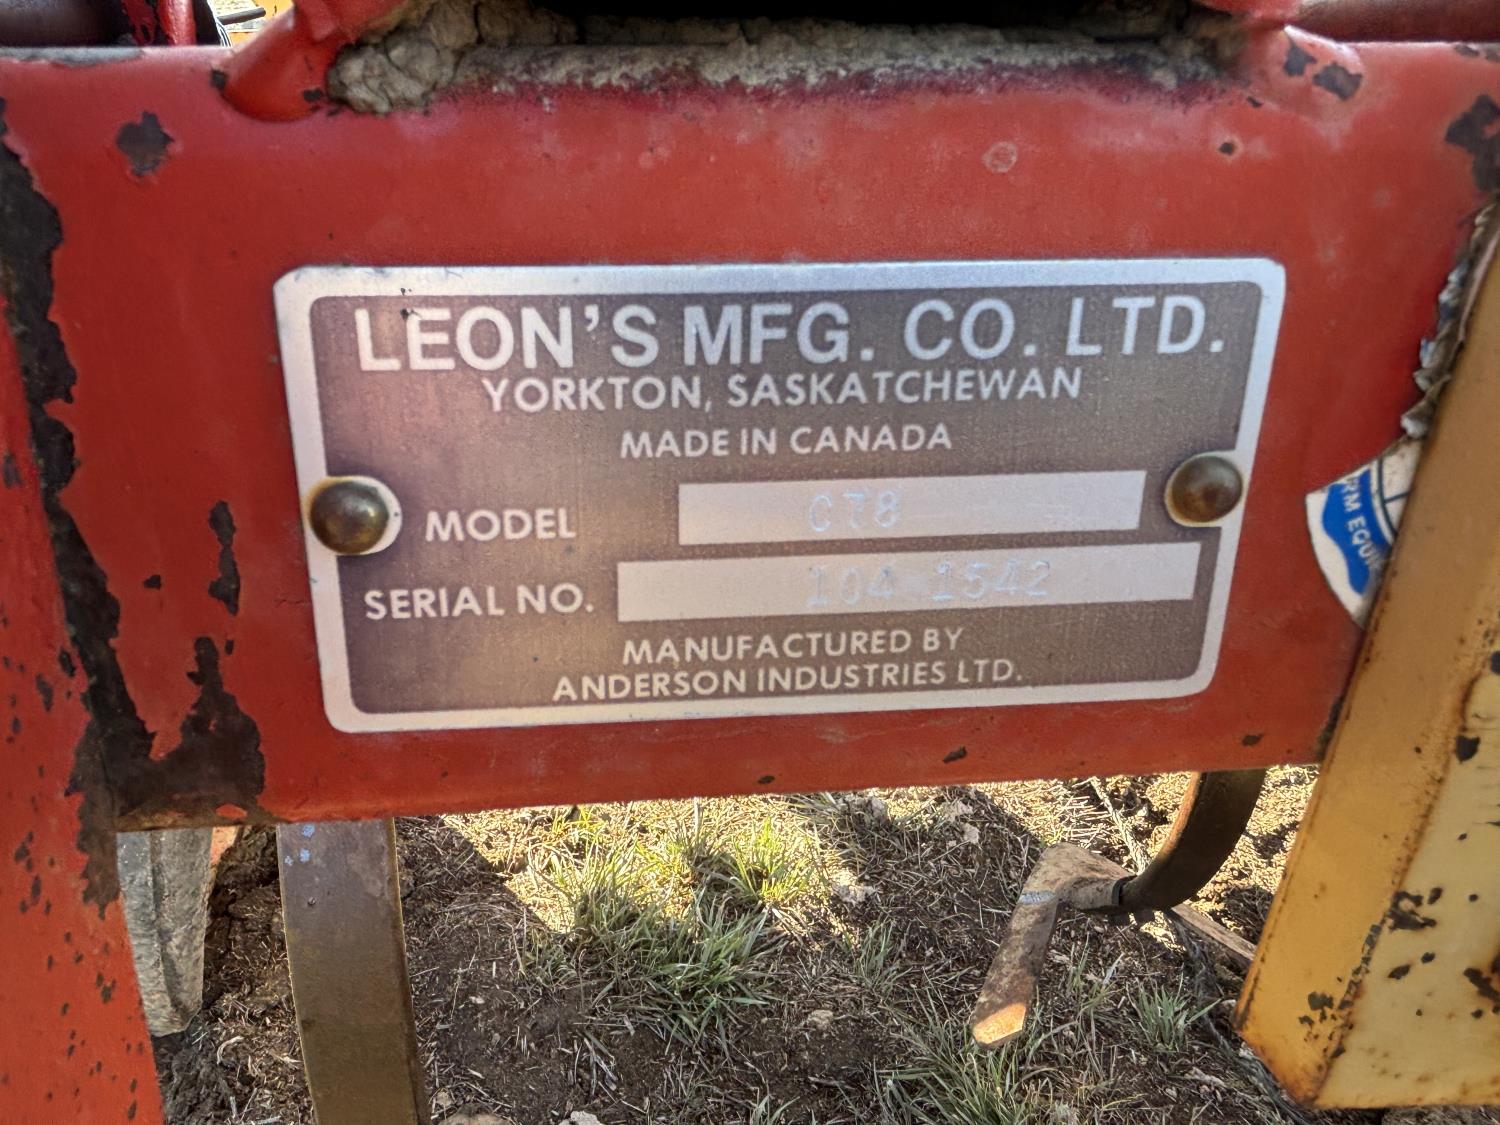 LEON'S MFG. CO. LTD.
YORKTON, SASKATCHEWAN
MADE IN CANADA
MODEL CT8
SERIAL NO. 104-1542
MANUFACTURED BY
ANDERSON INDUSTRIES LTD.